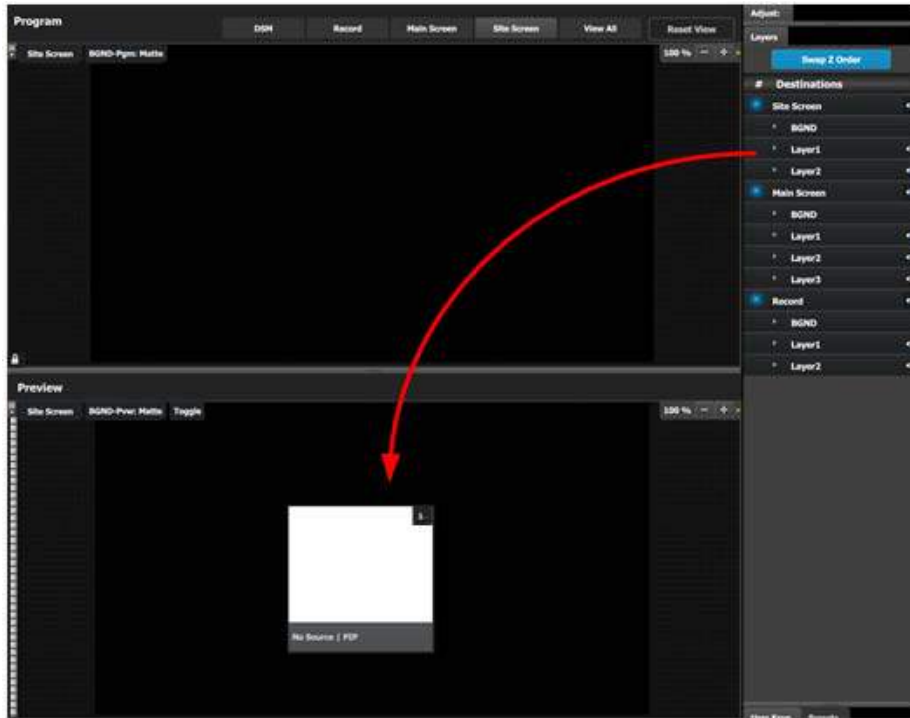 Program
DSM Record Main Screen Site Screen View All Reset View
Site Screen BGND-Pgm: Matte 100 % − +
Adjust:
Layers
Swap Z Order
# Destinations
Site Screen
BGND
Layer1
Layer2
Main Screen
BGND
Layer1
Layer2
Layer3
Record
BGND
Layer1
Layer2
Preview
Site Screen BGND-Pvw: Matte Toggle 100 % − +
No Source | PIP
User Keys